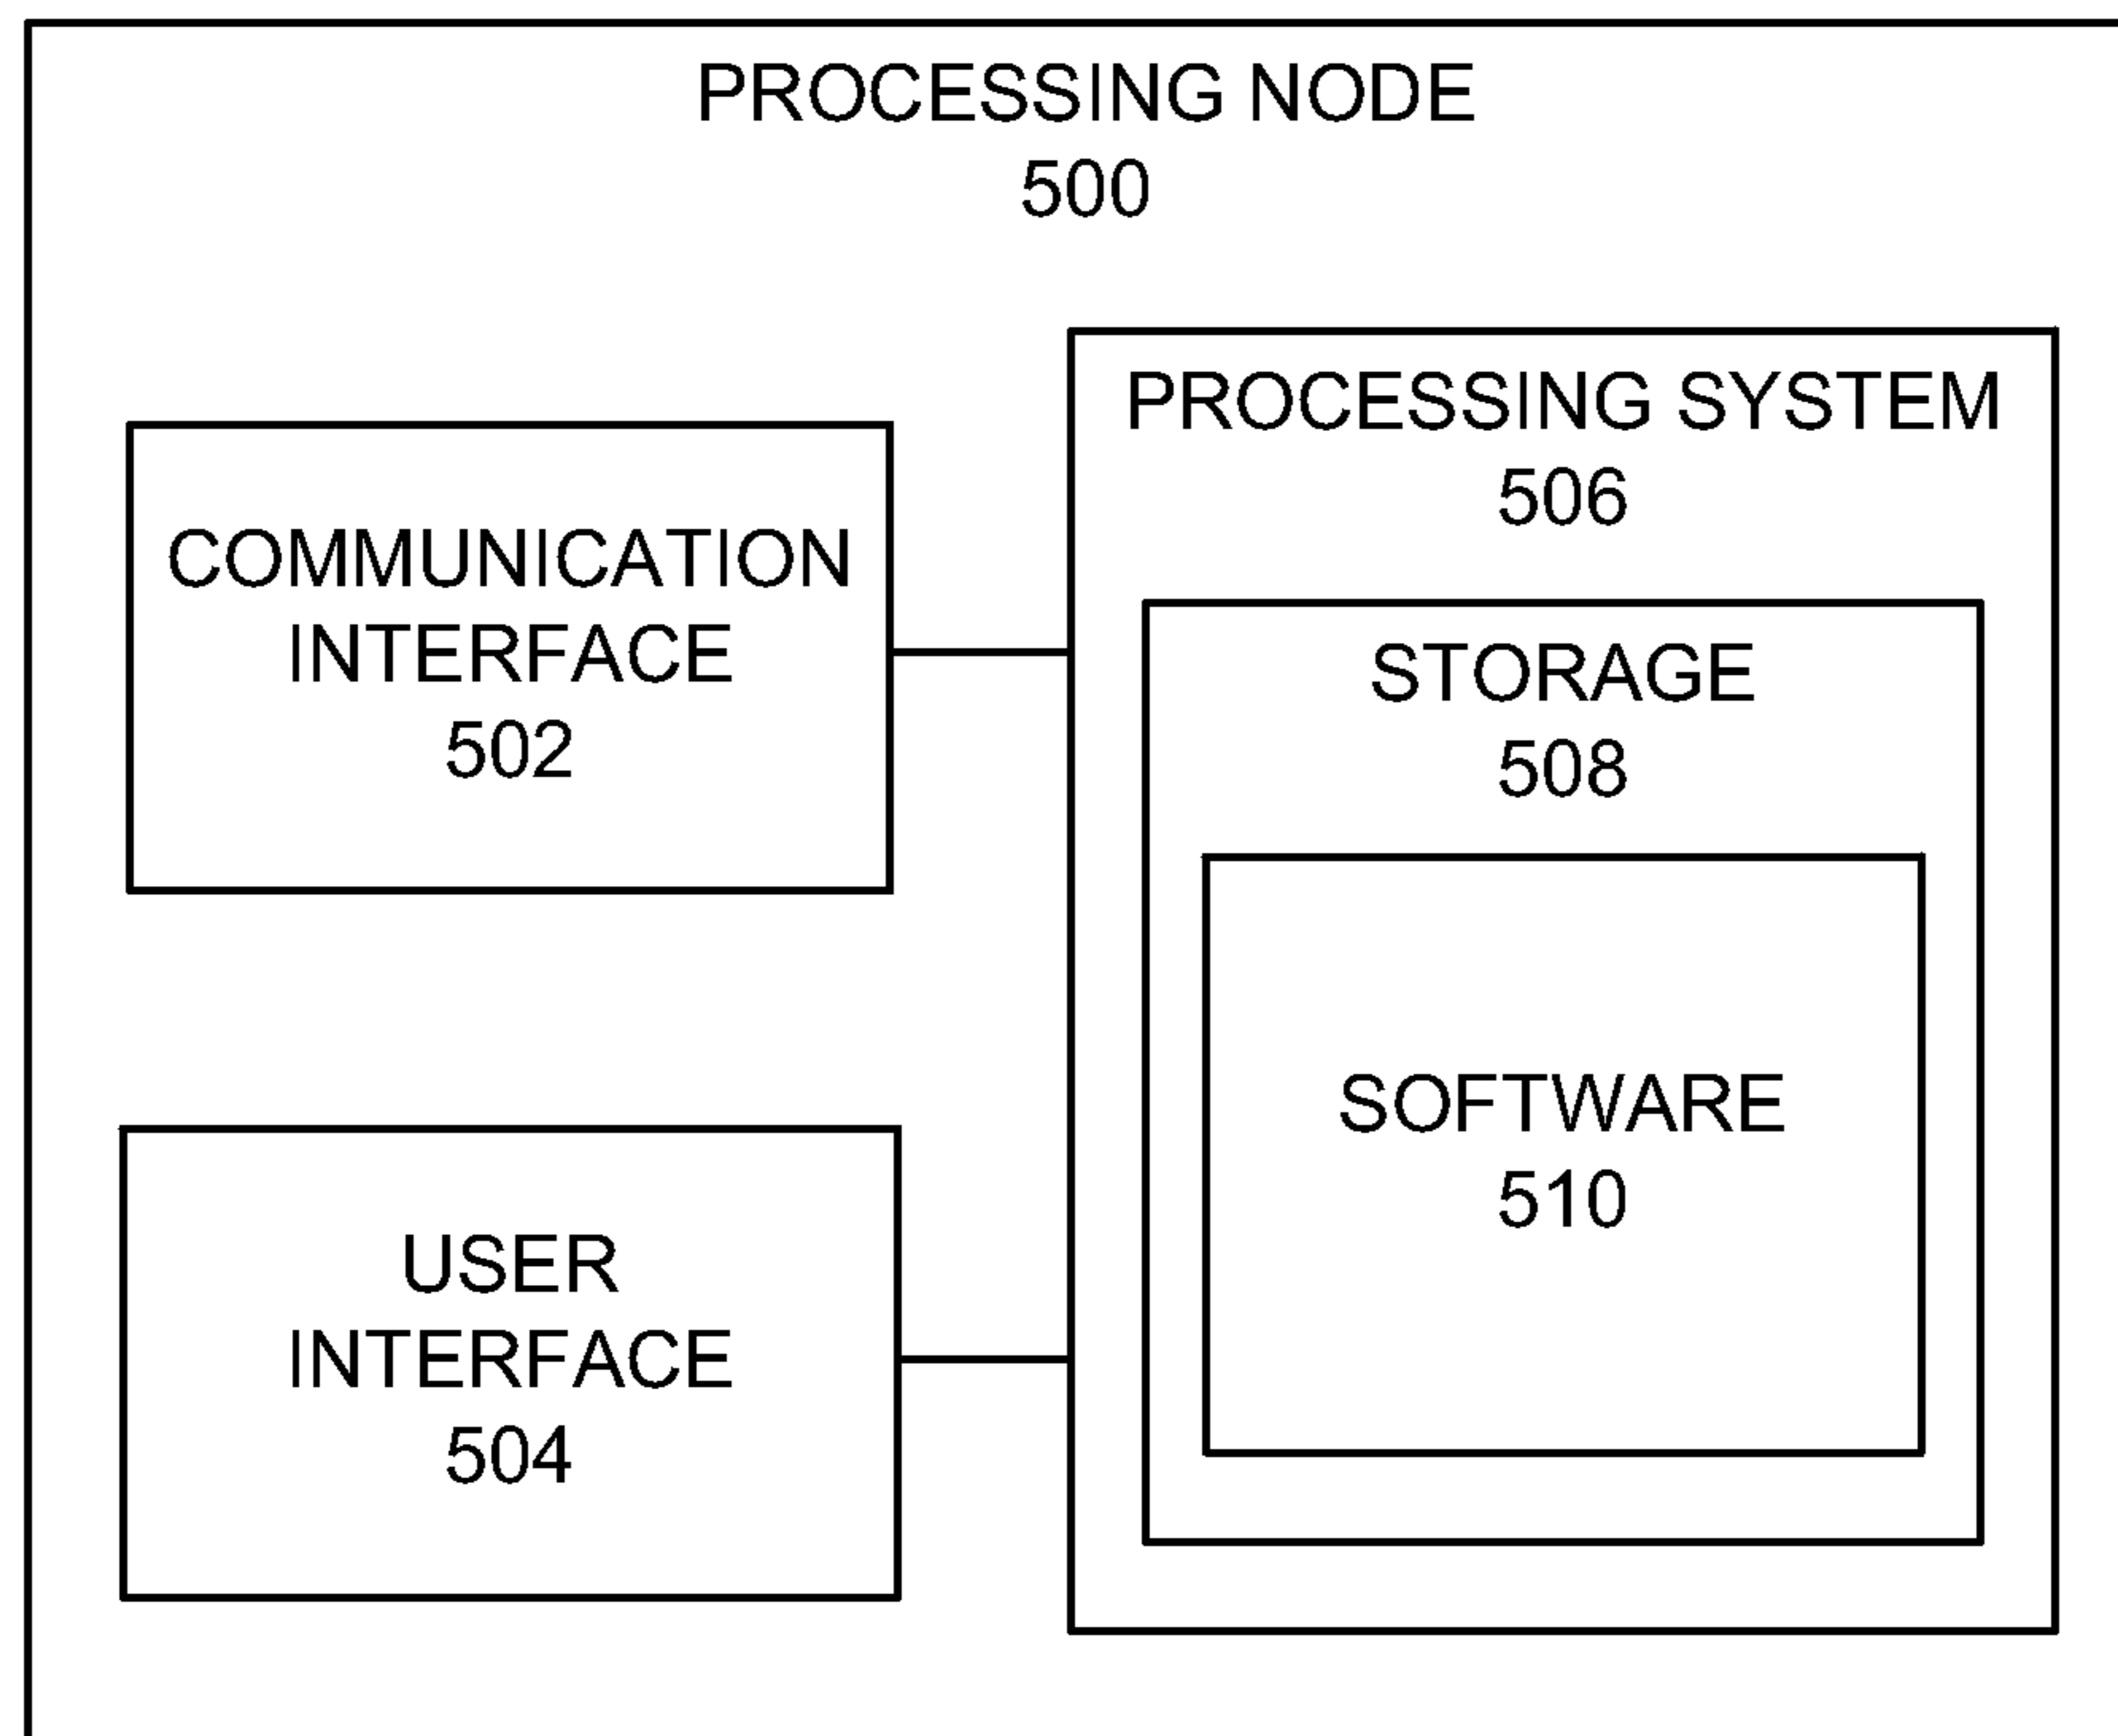 PROCESSING NODE
500
PROCESSING SYSTEM
506
COMMUNICATION
INTERFACE
502
STORAGE
508
SOFTWARE
510
USER
INTERFACE
504